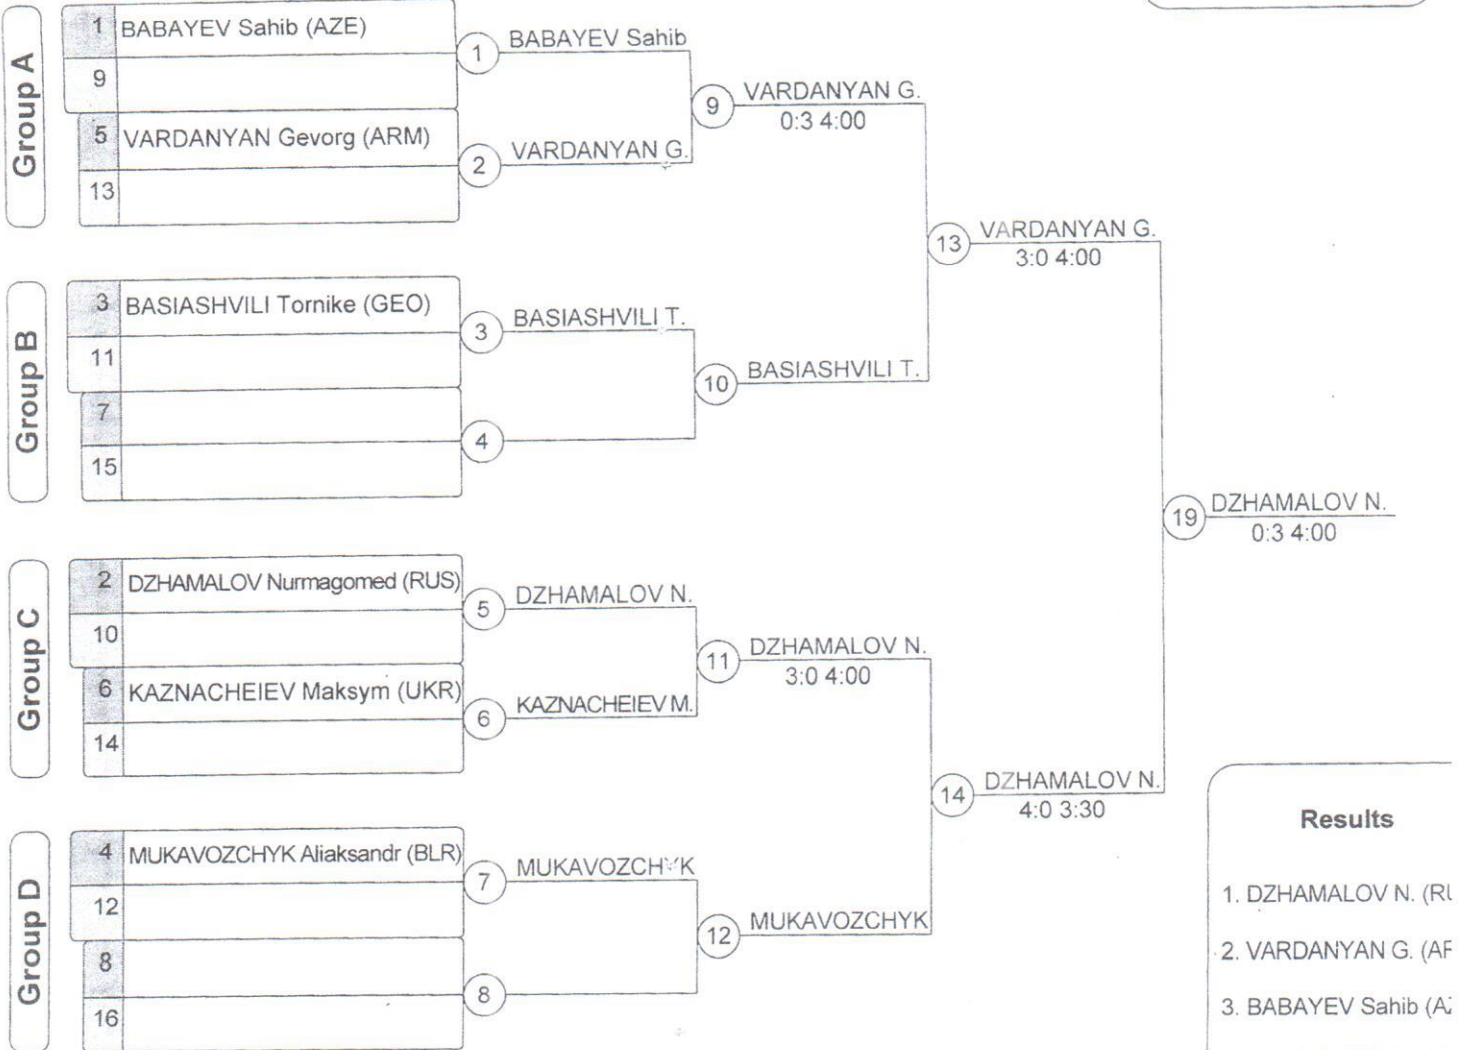 Group A
1 BABAYEV Sahib (AZE)
9
5 VARDANYAN Gevorg (ARM)
13
1 BABAYEV Sahib
2 VARDANYAN G.
9 VARDANYAN G.
0:3 4:00
Group B
3 BASIASHVILI Tornike (GEO)
11
7
15
3 BASIASHVILI T.
4
10 BASIASHVILI T.
13 VARDANYAN G.
3:0 4:00
Group C
2 DZHAMALOV Nurmagomed (RUS)
10
6 KAZNACHEIEV Maksym (UKR)
14
5 DZHAMALOV N.
6 KAZNACHEIEV M.
11 DZHAMALOV N.
3:0 4:00
Group D
4 MUKAVOZCHYK Aliaksandr (BLR)
12
8
16
7 MUKAVOZCHYK
8
12 MUKAVOZCHYK
14 DZHAMALOV N.
4:0 3:30
19 DZHAMALOV N.
0:3 4:00
Results
1. DZHAMALOV N. (RU
2. VARDANYAN G. (AR
3. BABAYEV Sahib (AZ